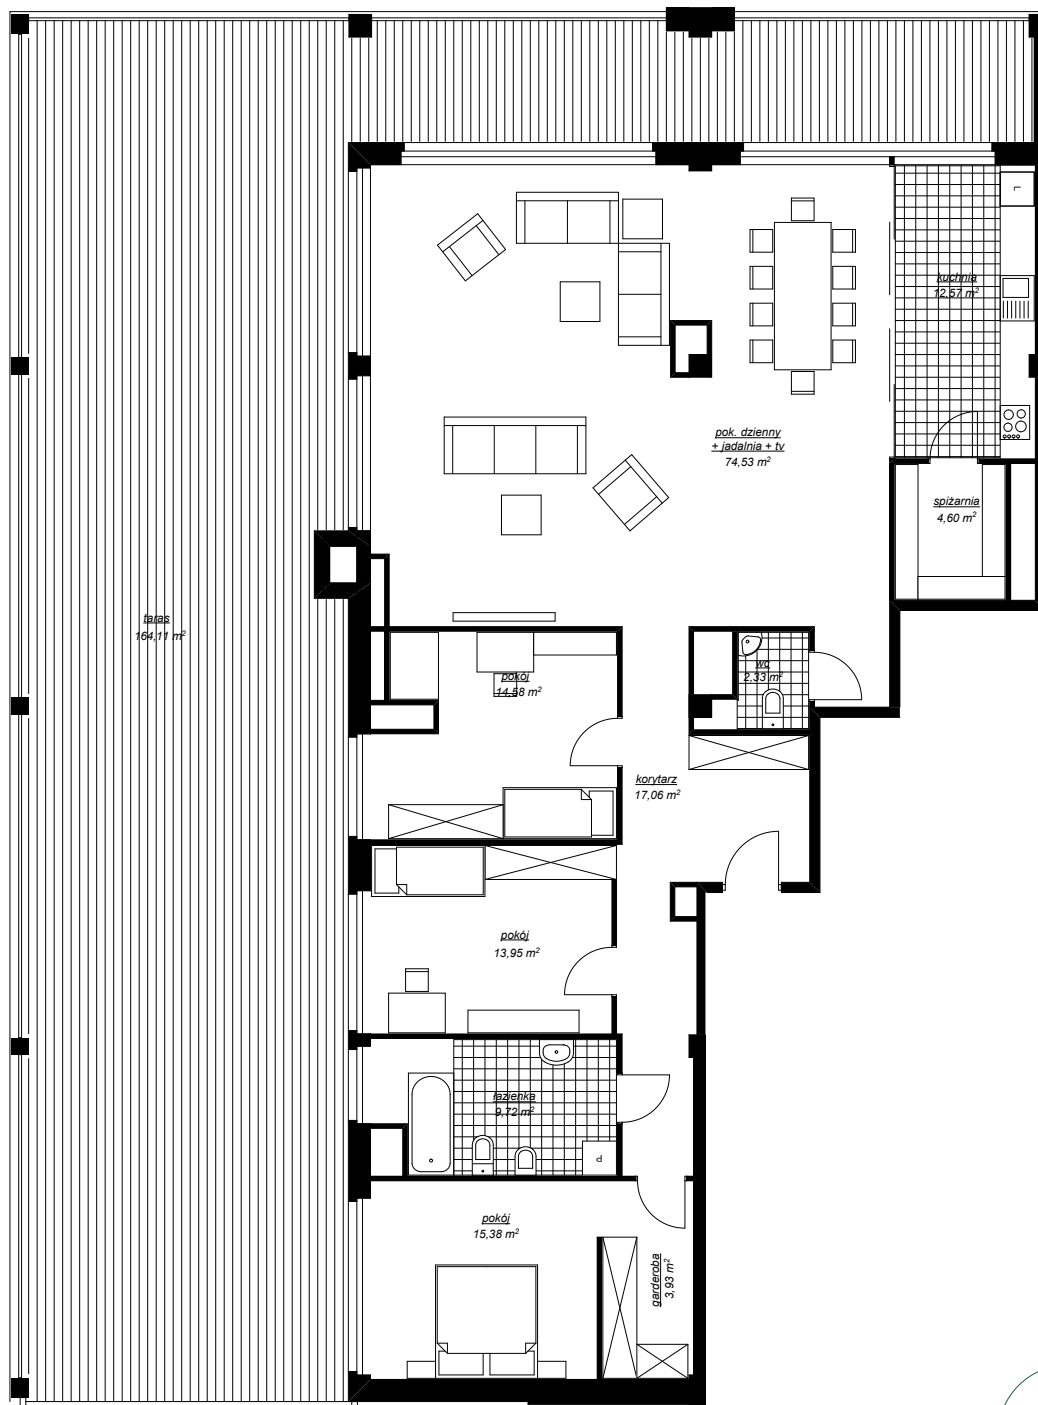 L
kuchnia
12,57 m²
pok. dzienny
+ jadalnia + tv
74,53 m²
spiżarnia
4,60 m²
taras
164,11 m²
wc
2,33 m²
pokój
14,58 m²
korytarz
17,06 m²
pokój
13,95 m²
łazienka
9,72 m²
P
pokój
15,38 m²
garderoba
3,93 m²